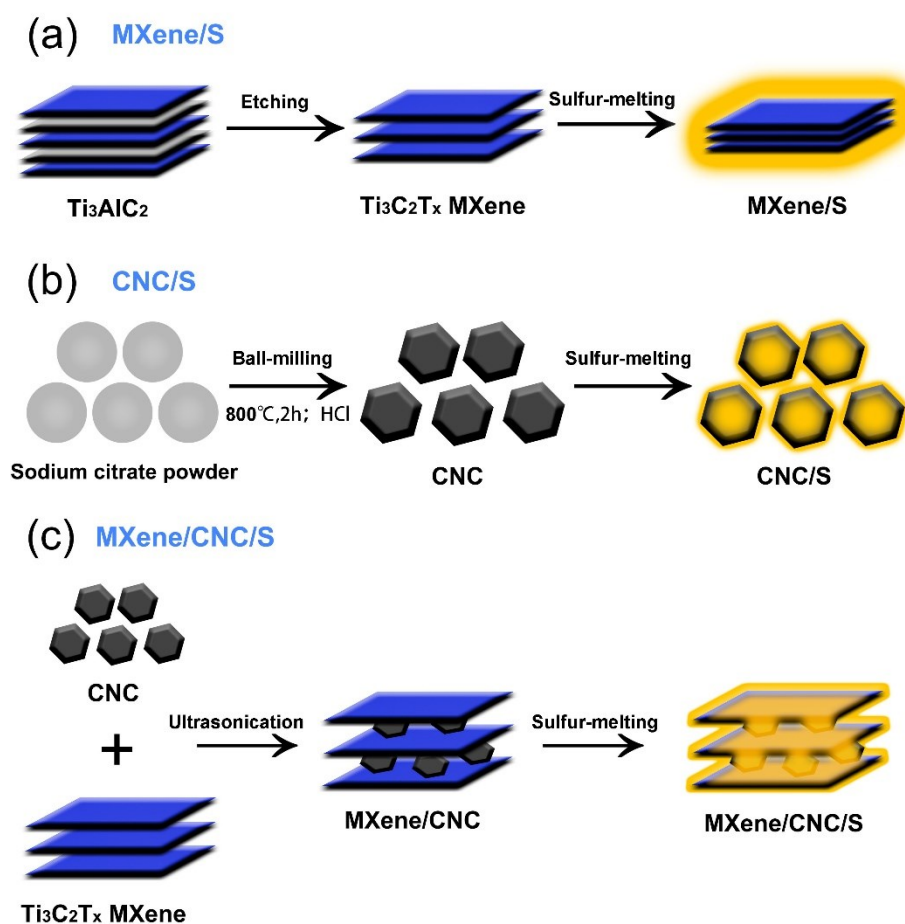 (a) MXene/S
Etching
Sulfur-melting
Ti₃AlC₂
Ti₃C₂Tₓ MXene
MXene/S
(b) CNC/S
Ball-milling
800℃,2h；HCl
Sulfur-melting
Sodium citrate powder
CNC
CNC/S
(c) MXene/CNC/S
CNC
+
Ti₃C₂Tₓ MXene
Ultrasonication
MXene/CNC
Sulfur-melting
MXene/CNC/S